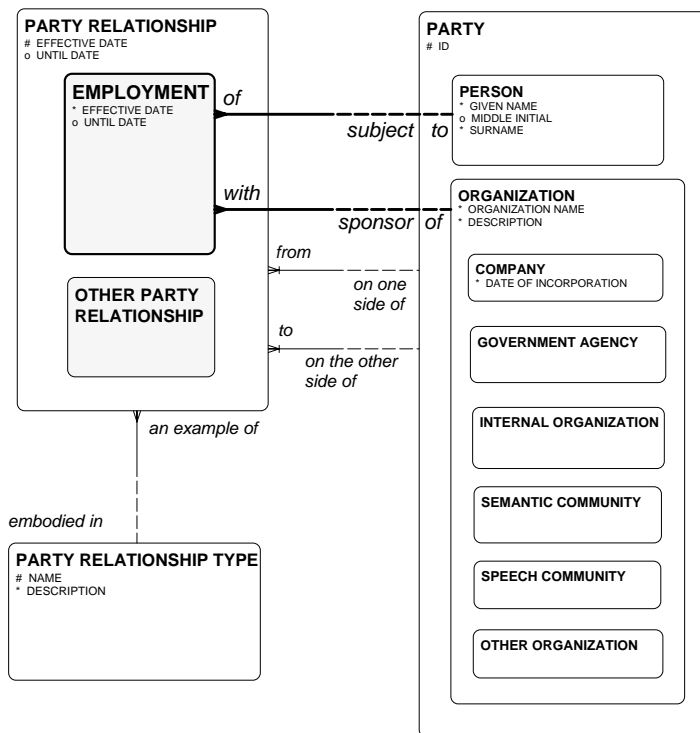 PARTY RELATIONSHIP
# EFFECTIVE DATE
o UNTIL DATE
EMPLOYMENT
* EFFECTIVE DATE
o UNTIL DATE
of
subject to
with
sponsor of
OTHER PARTY
RELATIONSHIP
from
on one
side of
to
on the other
side of
an example of
embodied in
PARTY RELATIONSHIP TYPE
# NAME
* DESCRIPTION
PARTY
# ID
PERSON
* GIVEN NAME
o MIDDLE INITIAL
* SURNAME
ORGANIZATION
* ORGANIZATION NAME
* DESCRIPTION
COMPANY
* DATE OF INCORPORATION
GOVERNMENT AGENCY
INTERNAL ORGANIZATION
SEMANTIC COMMUNITY
SPEECH COMMUNITY
OTHER ORGANIZATION